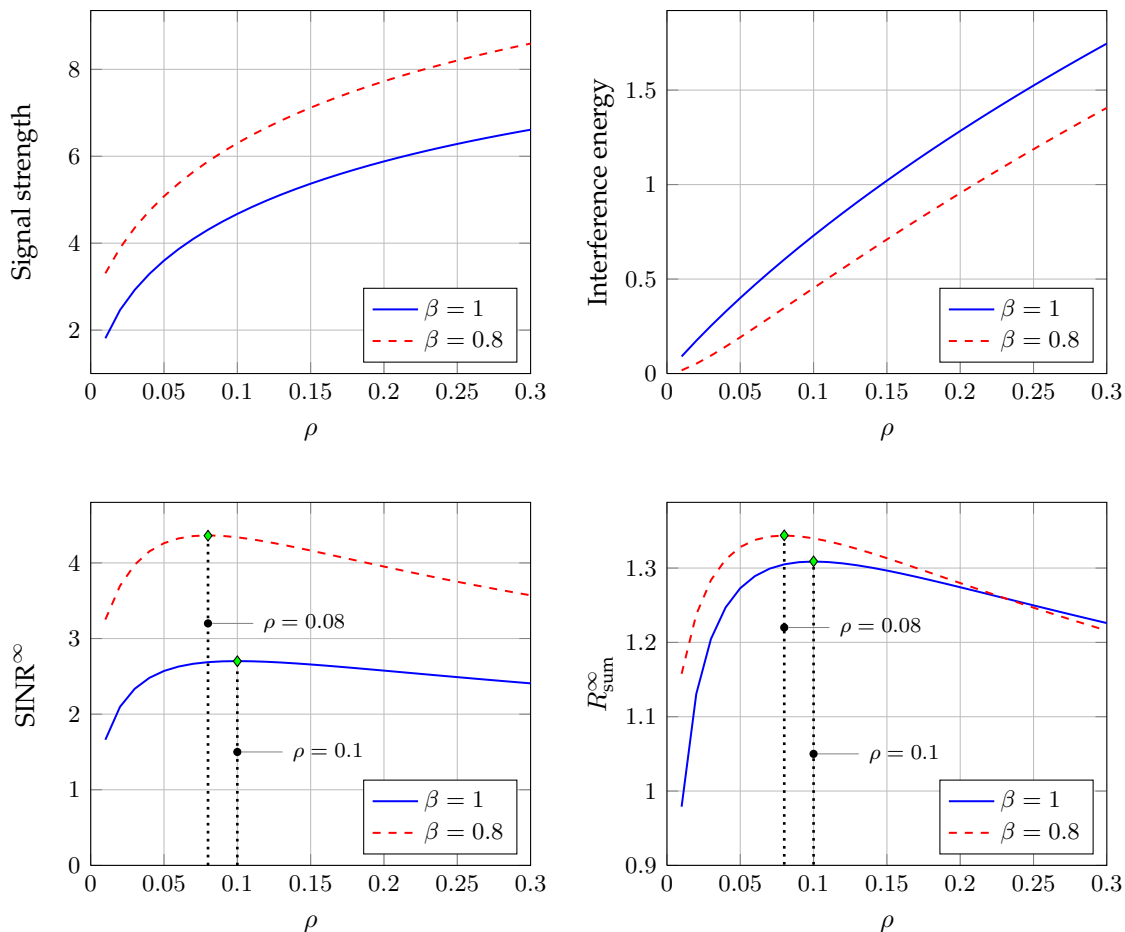 8
6
4
2
0
0.05
0.1
0.15
0.2
0.25
0.3
Signal strength
ρ
β = 1
β = 0.8
1.5
1
0.5
0
0
0.05
0.1
0.15
0.2
0.25
0.3
Interference energy
ρ
β = 1
β = 0.8
4
3
2
1
0
0
0.05
0.1
0.15
0.2
0.25
0.3
SINR^∞
ρ = 0.08
ρ = 0.1
ρ
β = 1
β = 0.8
1.3
1.2
1.1
1
0.9
0
0.05
0.1
0.15
0.2
0.25
0.3
R^∞_sum
ρ = 0.08
ρ = 0.1
ρ
β = 1
β = 0.8